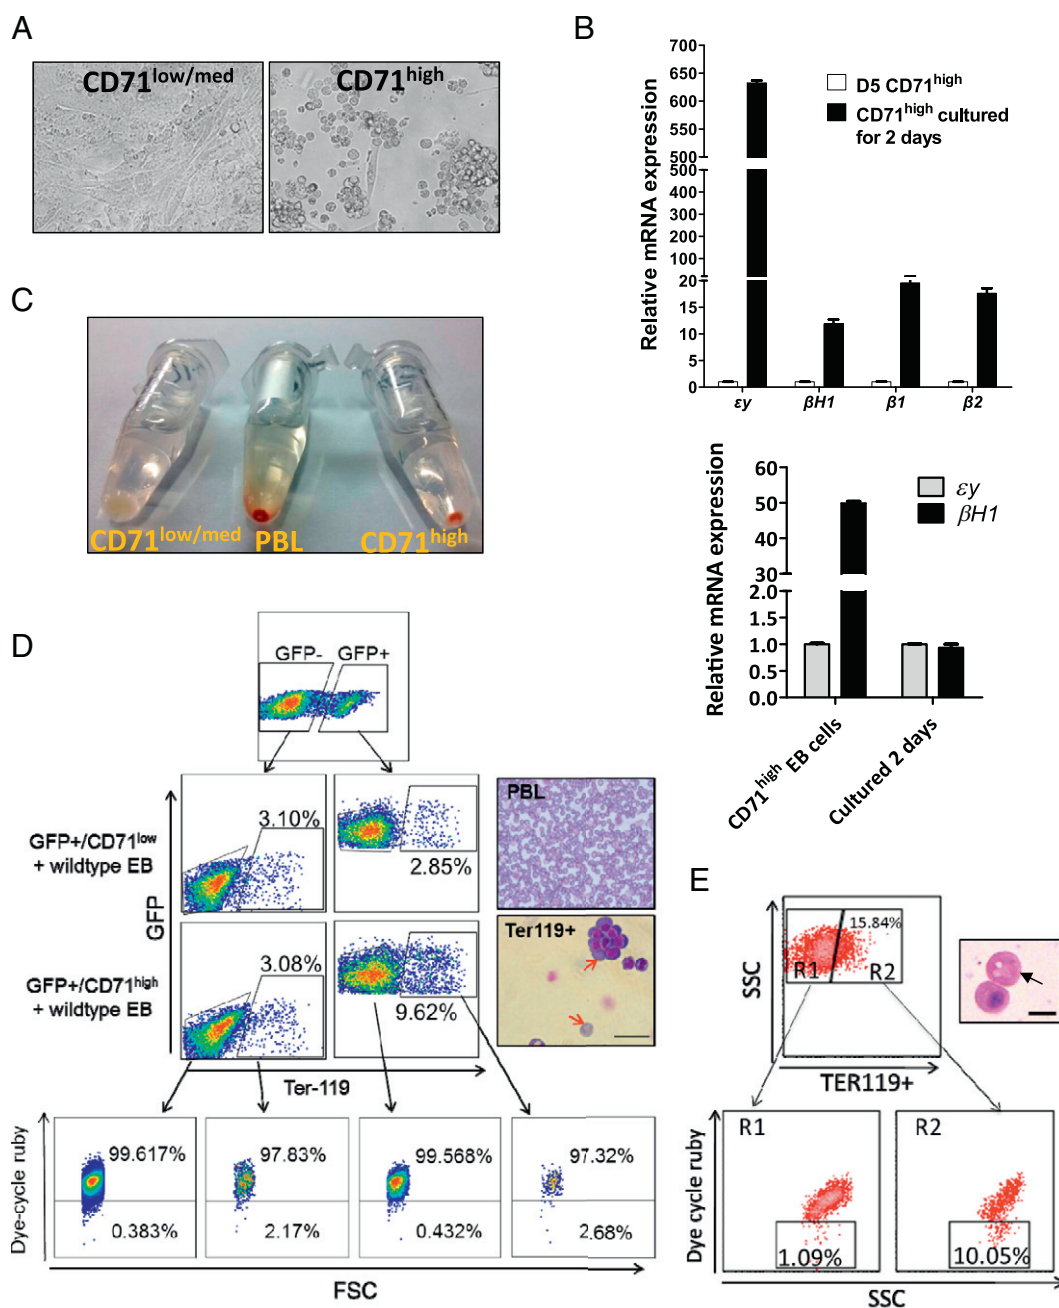 A
CD71low/med
CD71high
B
Relative mRNA expression
700
650
600
550
500
500
400
300
200
100
20
15
10
5
0
D5 CD71high
CD71high cultured
for 2 days
εy
βH1
β1
β2
C
CD71low/med
PBL
CD71high
Relative mRNA expression
60
50
40
30
2.0
1.5
1.0
0.5
0.0
εy
βH1
CD71high EB cells
Cultured 2 days
D
GFP-
GFP+
GFP+/CD71low
+ wildtype EB
GFP+/CD71high
+ wildtype EB
GFP
3.10%
2.85%
3.08%
9.62%
Ter-119
PBL
Ter119+
Dye-cycle ruby
99.617%
0.383%
97.83%
2.17%
99.568%
0.432%
97.32%
2.68%
FSC
E
SSC
15.84%
R1
R2
TER119+
Dye cycle ruby
R1
1.09%
R2
10.05%
SSC